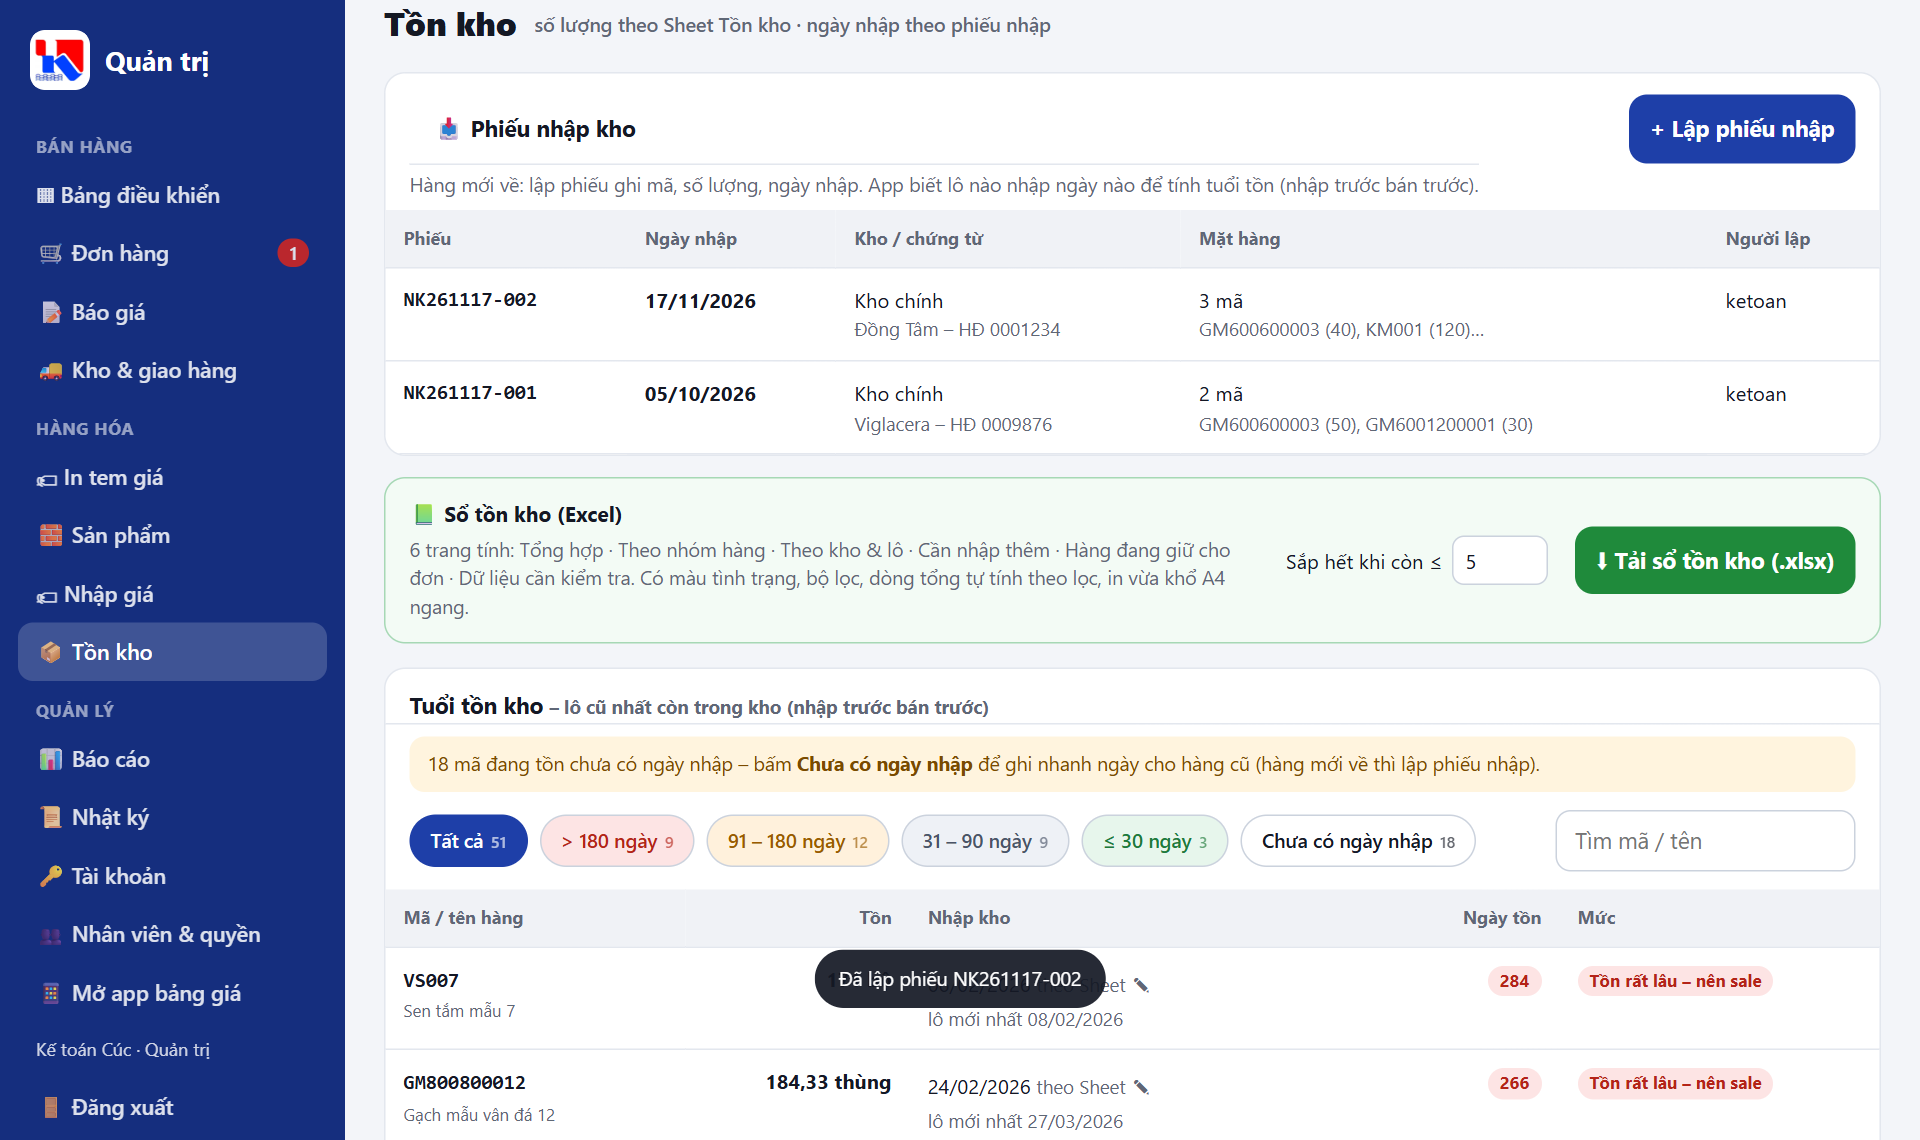 Quản trị
BÁN HÀNG
Bảng điều khiển
Đơn hàng 1
Báo giá
Kho & giao hàng
HÀNG HÓA
In tem giá
Sản phẩm
Nhập giá
Tồn kho
QUẢN LÝ
Báo cáo
Nhật ký
Tài khoản
Nhân viên & quyền
Mở app bảng giá
Kế toán Cúc · Quản trị
Đăng xuất
Tồn kho số lượng theo Sheet Tồn kho · ngày nhập theo phiếu nhập
Phiếu nhập kho
+ Lập phiếu nhập
Hàng mới về: lập phiếu ghi mã, số lượng, ngày nhập. App biết lô nào nhập ngày nào để tính tuổi tồn (nhập trước bán trước).
Phiếu Ngày nhập Kho / chứng từ Mặt hàng Người lập
NK261117-002 17/11/2026 Kho chính 3 mã ketoan
Đồng Tâm – HĐ 0001234 GM600600003 (40), KM001 (120)...
NK261117-001 05/10/2026 Kho chính 2 mã ketoan
Viglacera – HĐ 0009876 GM600600003 (50), GM6001200001 (30)
Sổ tồn kho (Excel)
6 trang tính: Tổng hợp · Theo nhóm hàng · Theo kho & lô · Cần nhập thêm · Hàng đang giữ cho
đơn · Dữ liệu cần kiểm tra. Có màu tình trạng, bộ lọc, dòng tổng tự tính theo lọc, in vừa khổ A4
ngang.
Sắp hết khi còn ≤ 5
⬇ Tải sổ tồn kho (.xlsx)
Tuổi tồn kho – lô cũ nhất còn trong kho (nhập trước bán trước)
18 mã đang tồn chưa có ngày nhập – bấm Chưa có ngày nhập để ghi nhanh ngày cho hàng cũ (hàng mới về thì lập phiếu nhập).
Tất cả 51 > 180 ngày 9 91 – 180 ngày 12 31 – 90 ngày 9 ≤ 30 ngày 3 Chưa có ngày nhập 18 Tìm mã / tên
Mã / tên hàng Tồn Nhập kho Ngày tồn Mức
VS007 284 Tồn rất lâu – nên sale
Đã lập phiếu NK261117-002
Sen tắm mẫu 7 lô mới nhất 08/02/2026
GM800800012 184,33 thùng 24/02/2026 theo Sheet 266 Tồn rất lâu – nên sale
Gạch mẫu vân đá 12 lô mới nhất 27/03/2026